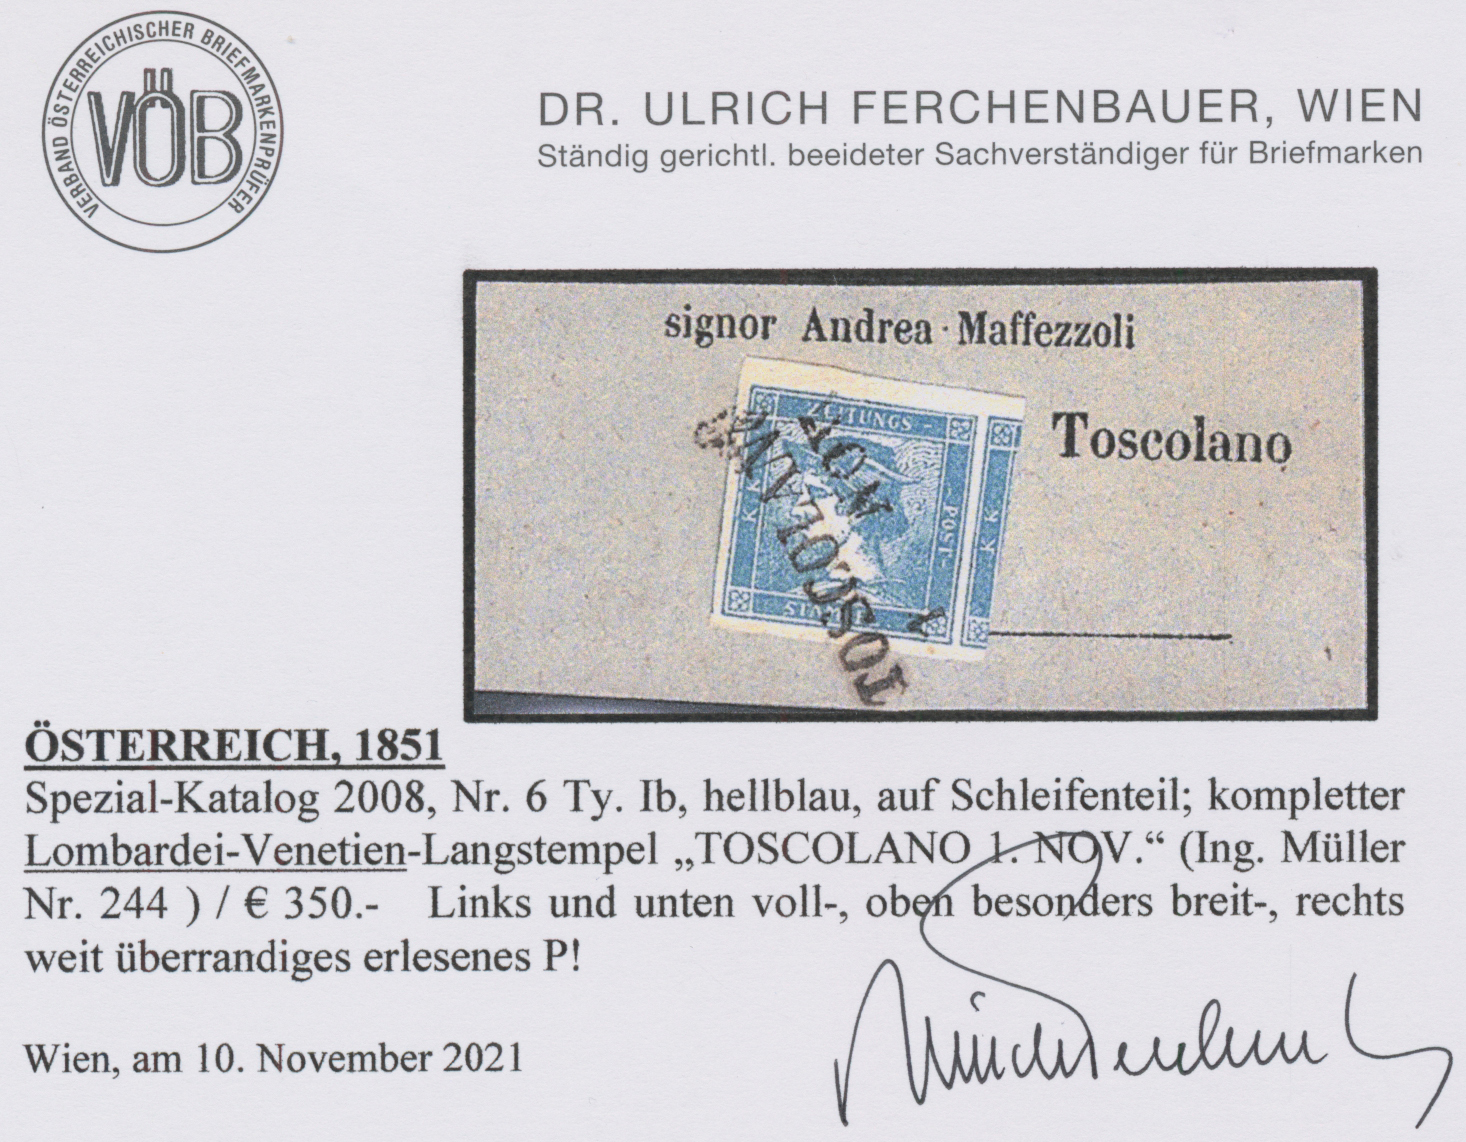 VERBAND ÖSTERREICHISCHER BRIEFMARKENPRÜFER
VÖB
DR. ULRICH FERCHENBAUER, WIEN
Ständig gerichtl. beeideter Sachverständiger für Briefmarken
signor Andrea Maffezzoli
Toscolano
ZEITUNGS
K K
POST-
STAMPEL
K K
TOSCOLANO
1 NOV
ÖSTERREICH, 1851
Spezial-Katalog 2008, Nr. 6 Ty. Ib, hellblau, auf Schleifenteil; kompletter
Lombardei-Venetien-Langstempel „TOSCOLANO 1. NOV.“ (Ing. Müller
Nr. 244 ) / € 350.- Links und unten voll-, oben besonders breit-, rechts
weit überrandiges erlesenes P!
Wien, am 10. November 2021